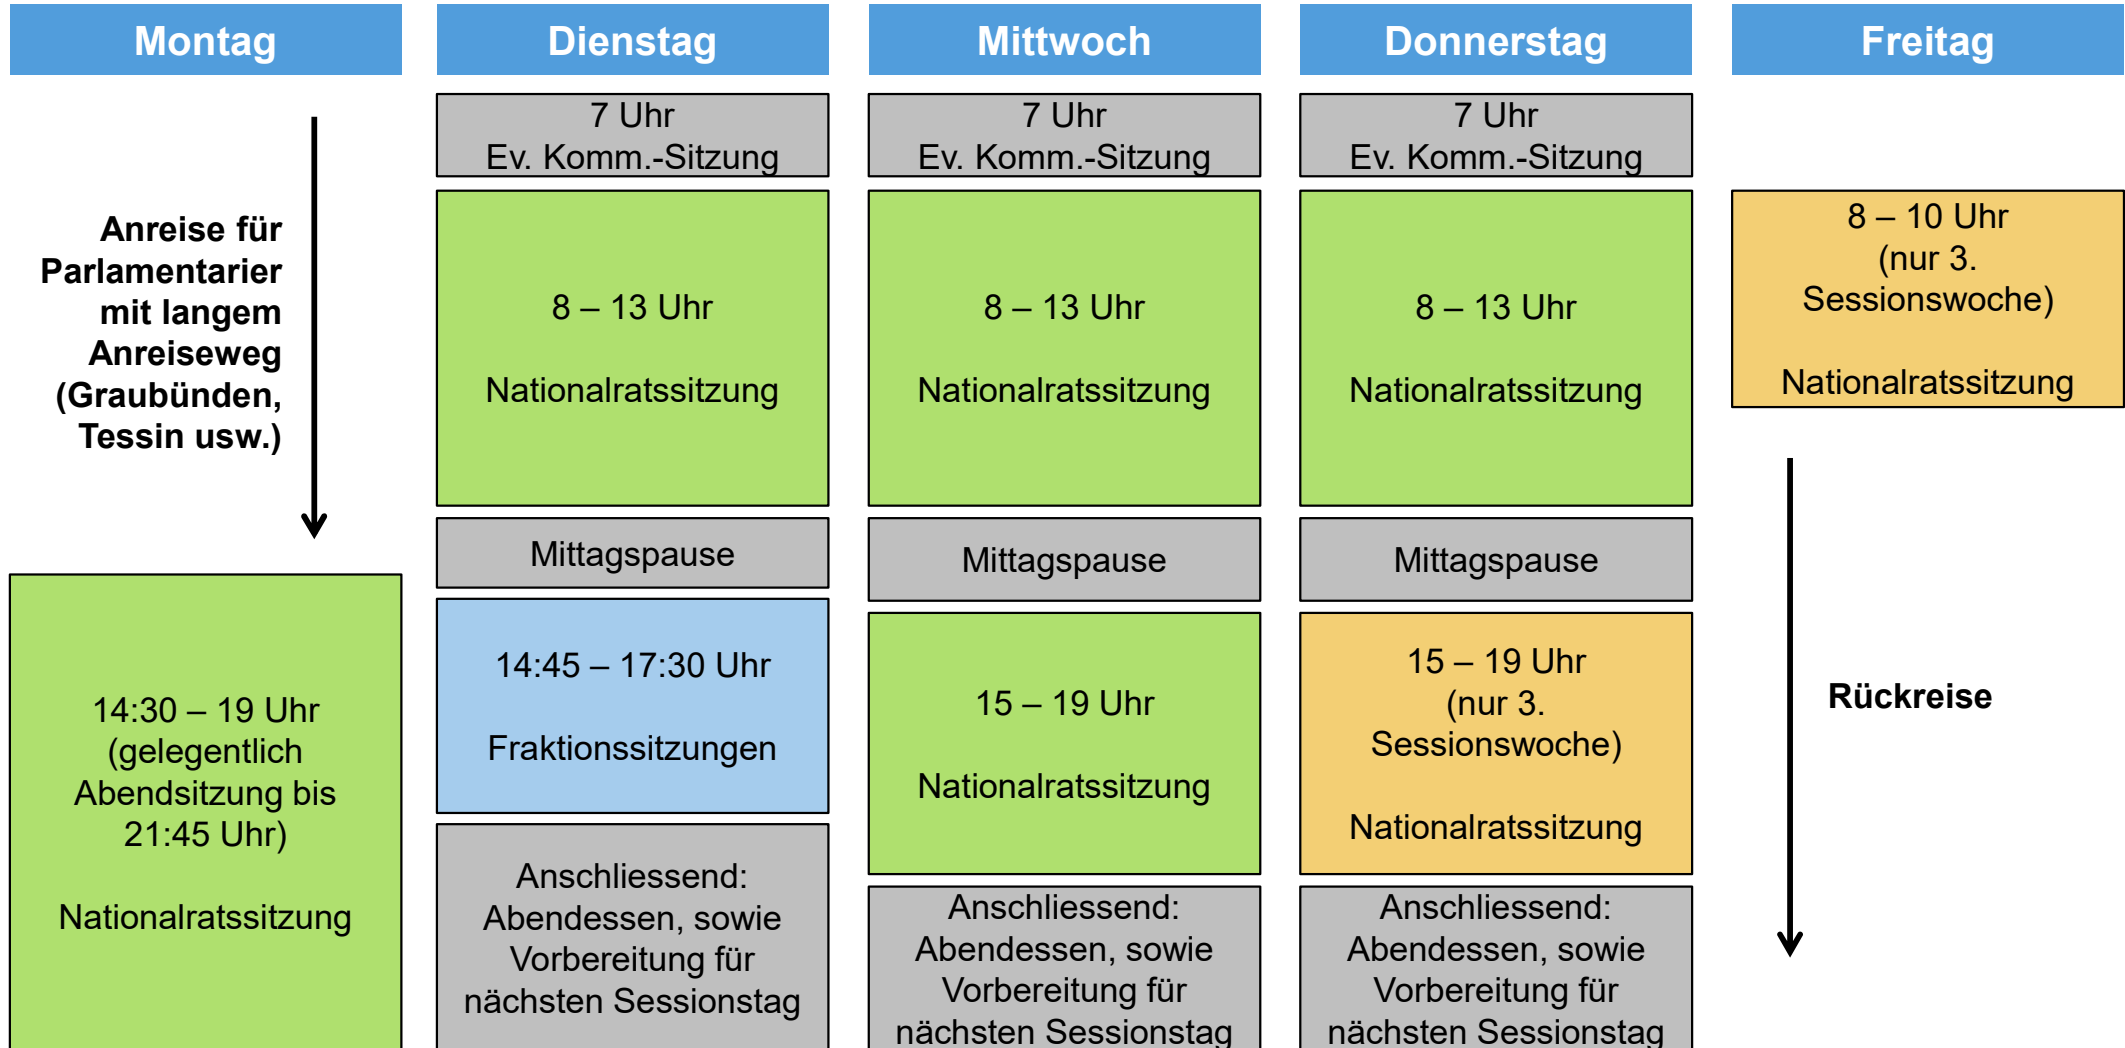 Montag
Anreise für
Parlamentarier
mit langem
Anreiseweg
(Graubünden,
Tessin usw.)
14:30 – 19 Uhr
(gelegentlich
Abendsitzung bis
21:45 Uhr)
Nationalratssitzung
Dienstag
7 Uhr
Ev. Komm.-Sitzung
8 – 13 Uhr
Nationalratssitzung
Mittagspause
14:45 – 17:30 Uhr
Fraktionssitzungen
Anschliessend:
Abendessen, sowie
Vorbereitung für
nächsten Sessionstag
Mittwoch
7 Uhr
Ev. Komm.-Sitzung
8 – 13 Uhr
Nationalratssitzung
Mittagspause
15 – 19 Uhr
Nationalratssitzung
Anschliessend:
Abendessen, sowie
Vorbereitung für
nächsten Sessionstag
Donnerstag
7 Uhr
Ev. Komm.-Sitzung
8 – 13 Uhr
Nationalratssitzung
Mittagspause
15 – 19 Uhr
(nur 3.
Sessionswoche)
Nationalratssitzung
Anschliessend:
Abendessen, sowie
Vorbereitung für
nächsten Sessionstag
Freitag
8 – 10 Uhr
(nur 3.
Sessionswoche)
Nationalratssitzung
Rückreise